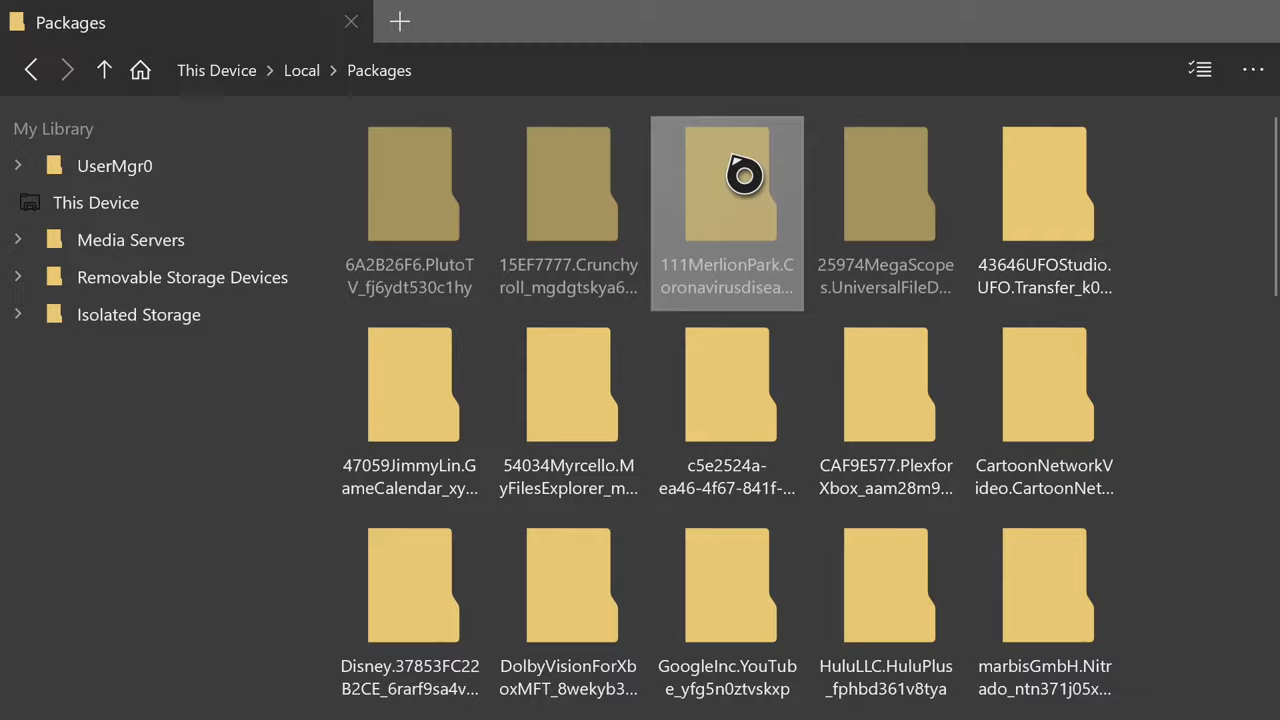 Packages
This Device
Local
Packages
My Library
UserMgr0
This Device
Media Servers
Removable Storage Devices
Isolated Storage
6A2B26F6.PlutoT
V_fj6ydt530c1hy
15EF7777.Crunchy
roll_mgdgtskya6...
111MerlionPark.C
oronavirusdisea...
25974MegaScope
s.UniversalFileD...
43646UFOStudio.
UFO.Transfer_k0...
47059JimmyLin.G
ameCalendar_xy...
54034Myrcello.M
yFilesExplorer_m...
c5e2524a-
ea46-4f67-841f-...
CAF9E577.Plexfor
Xbox_aam28m9...
CartoonNetworkV
ideo.CartoonNet...
Disney.37853FC22
B2CE_6rarf9sa4v...
DolbyVisionForXb
oxMFT_8wekyb3...
GoogleInc.YouTub
e_yfg5n0ztvskxp
HuluLLC.HuluPlus
_fphbd361v8tya
marbisGmbH.Nitr
ado_ntn371j05x...